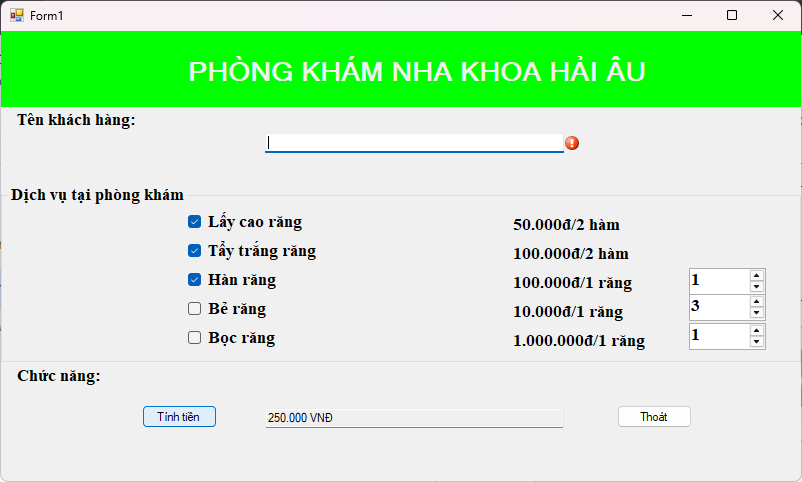 Form1
PHÒNG KHÁM NHA KHOA HẢI ÂU
Tên khách hàng:
Dịch vụ tại phòng khám
Lấy cao răng 50.000đ/2 hàm
Tẩy trắng răng 100.000đ/2 hàm
Hàn răng 100.000đ/1 răng 1
Bẻ răng 10.000đ/1 răng 3
Bọc răng 1.000.000đ/1 răng 1
Chức năng:
Tính tiền 250.000 VNĐ Thoát